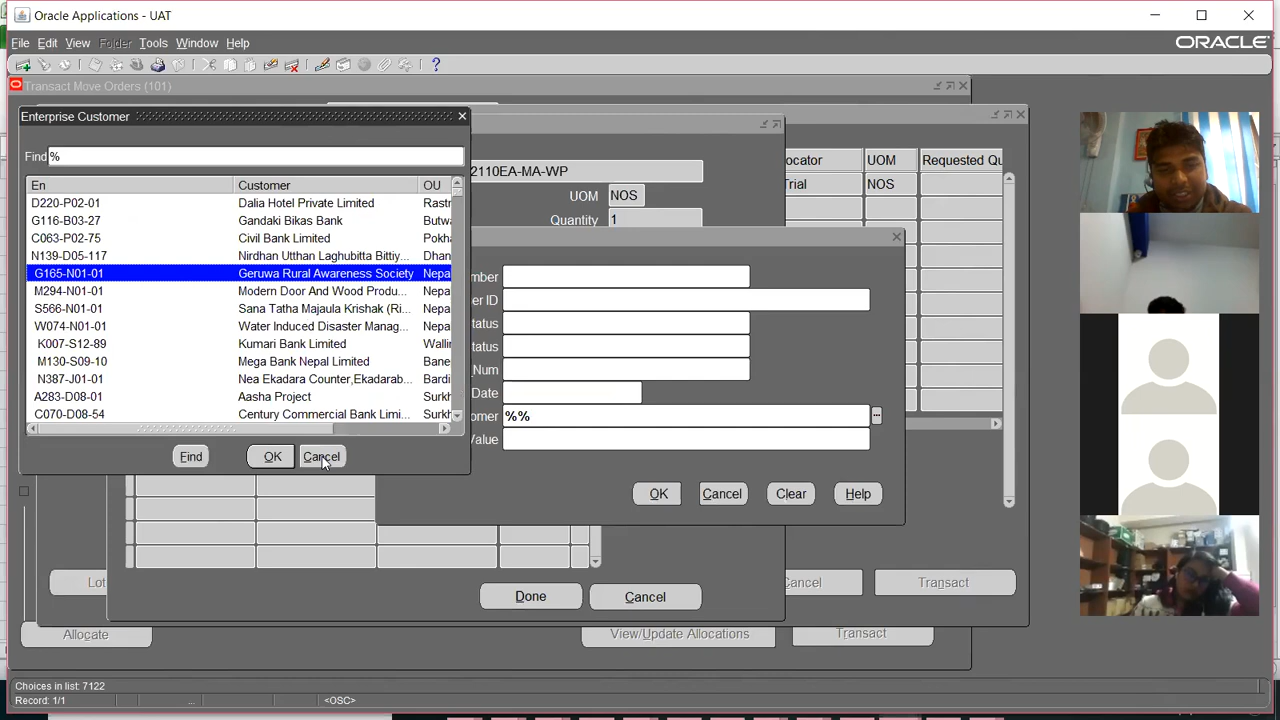 Oracle Applications - UAT
File Edit View Folder Tools Window Help
ORACLE
Transact Move Orders (101)
Enterprise Customer
Find %
En Customer OU
D220-P02-01 Dalia Hotel Private Limited Rastr
G116-B03-27 Gandaki Bikas Bank Butwa
C063-P02-75 Civil Bank Limited Pokha
N139-D05-117 Nirdhan Utthan Laghubitta Bittiy... Dhan
G165-N01-01 Geruwa Rural Awareness Society Nepa
M294-N01-01 Modern Door And Wood Produ... Nepa
S566-N01-01 Sana Tatha Majaula Krishak (Ri... Nepa
W074-N01-01 Water Induced Disaster Manag... Nepa
K007-S12-89 Kumari Bank Limited Wallin
M130-S09-10 Mega Bank Nepal Limited Bane
N387-J01-01 Nea Ekadara Counter,Ekadarab... Bardi
A283-D08-01 Aasha Project Surkh
C070-D08-54 Century Commercial Bank Limi... Surkh
Find OK Cancel
2110EA-MA-WP
UOM NOS
Quantity 1
ocator UOM Requested Qu
Trial NOS
mber
er ID
Status
Status
_Num
Date
omer %%
Value
OK Cancel Clear Help
Lot
Done Cancel
Cancel Transact
Allocate View/Update Allocations Transact
Choices in list: 7122
Record: 1/1 ... <OSC>